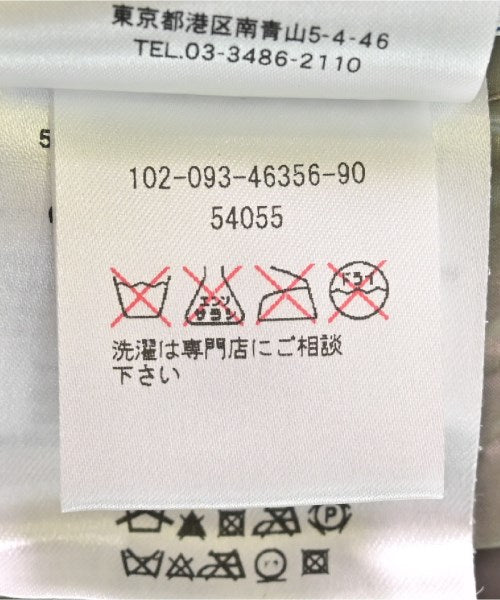 東京都港区南青山5-4-46
TEL.03-3486-2110
5
102-093-46356-90
54055
エンソ
サラシ
ドライ
洗濯は専門店にご相談
下さい
P